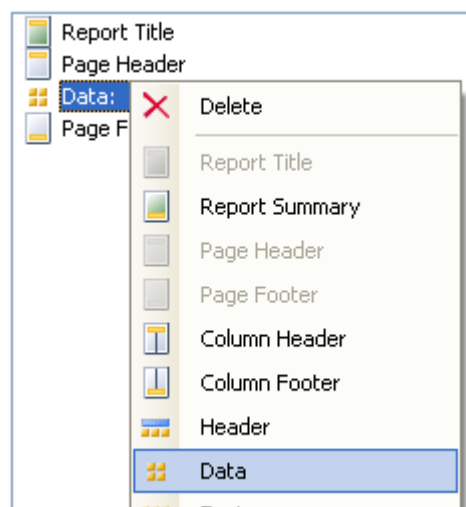 Report Title
Page Header
Data:
Page F
Delete
Report Title
Report Summary
Page Header
Page Footer
Column Header
Column Footer
Header
Data